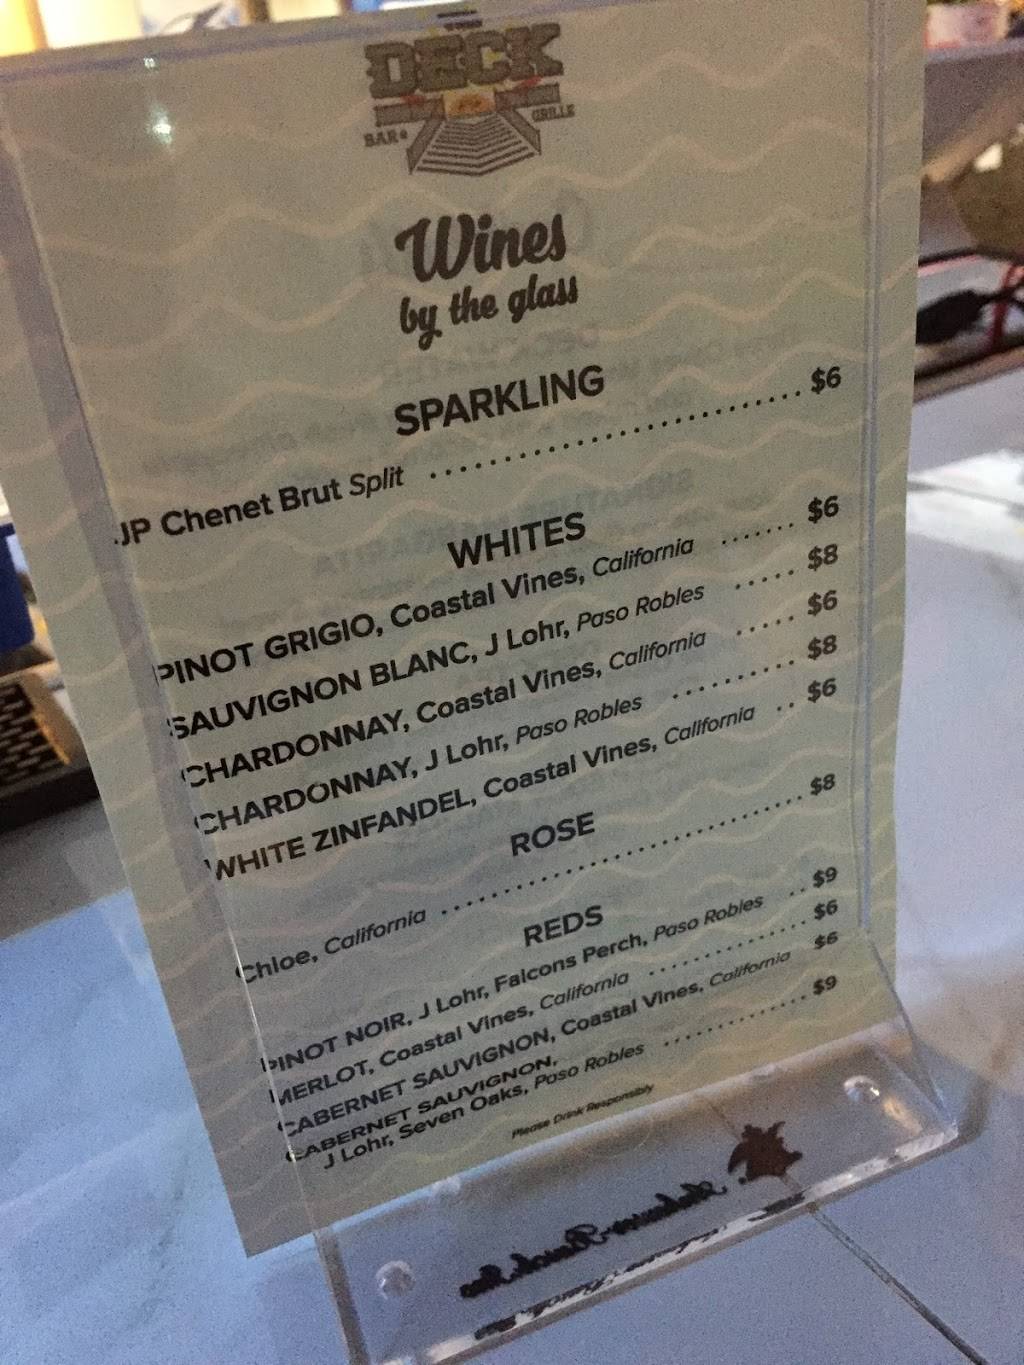 DECK
BAR & GRILLE
Wines
by the glass
SPARKLING
JP Chenet Brut Split ........................ $6
WHITES
PINOT GRIGIO, Coastal Vines, California ....... $6
SAUVIGNON BLANC, J Lohr, Paso Robles ..... $8
CHARDONNAY, Coastal Vines, California ..... $6
CHARDONNAY, J Lohr, Paso Robles .......... $8
WHITE ZINFANDEL, Coastal Vines, California .. $6
ROSE
Chloe, California ............................... $8
REDS
PINOT NOIR, J Lohr, Falcons Perch, Paso Robles .. $9
MERLOT, Coastal Vines, California ............ $6
CABERNET SAUVIGNON, Coastal Vines, California $6
CABERNET SAUVIGNON,
J Lohr, Seven Oaks, Paso Robles ............ $9
Please Drink Responsibly
Anheuser-Busch, Inc.